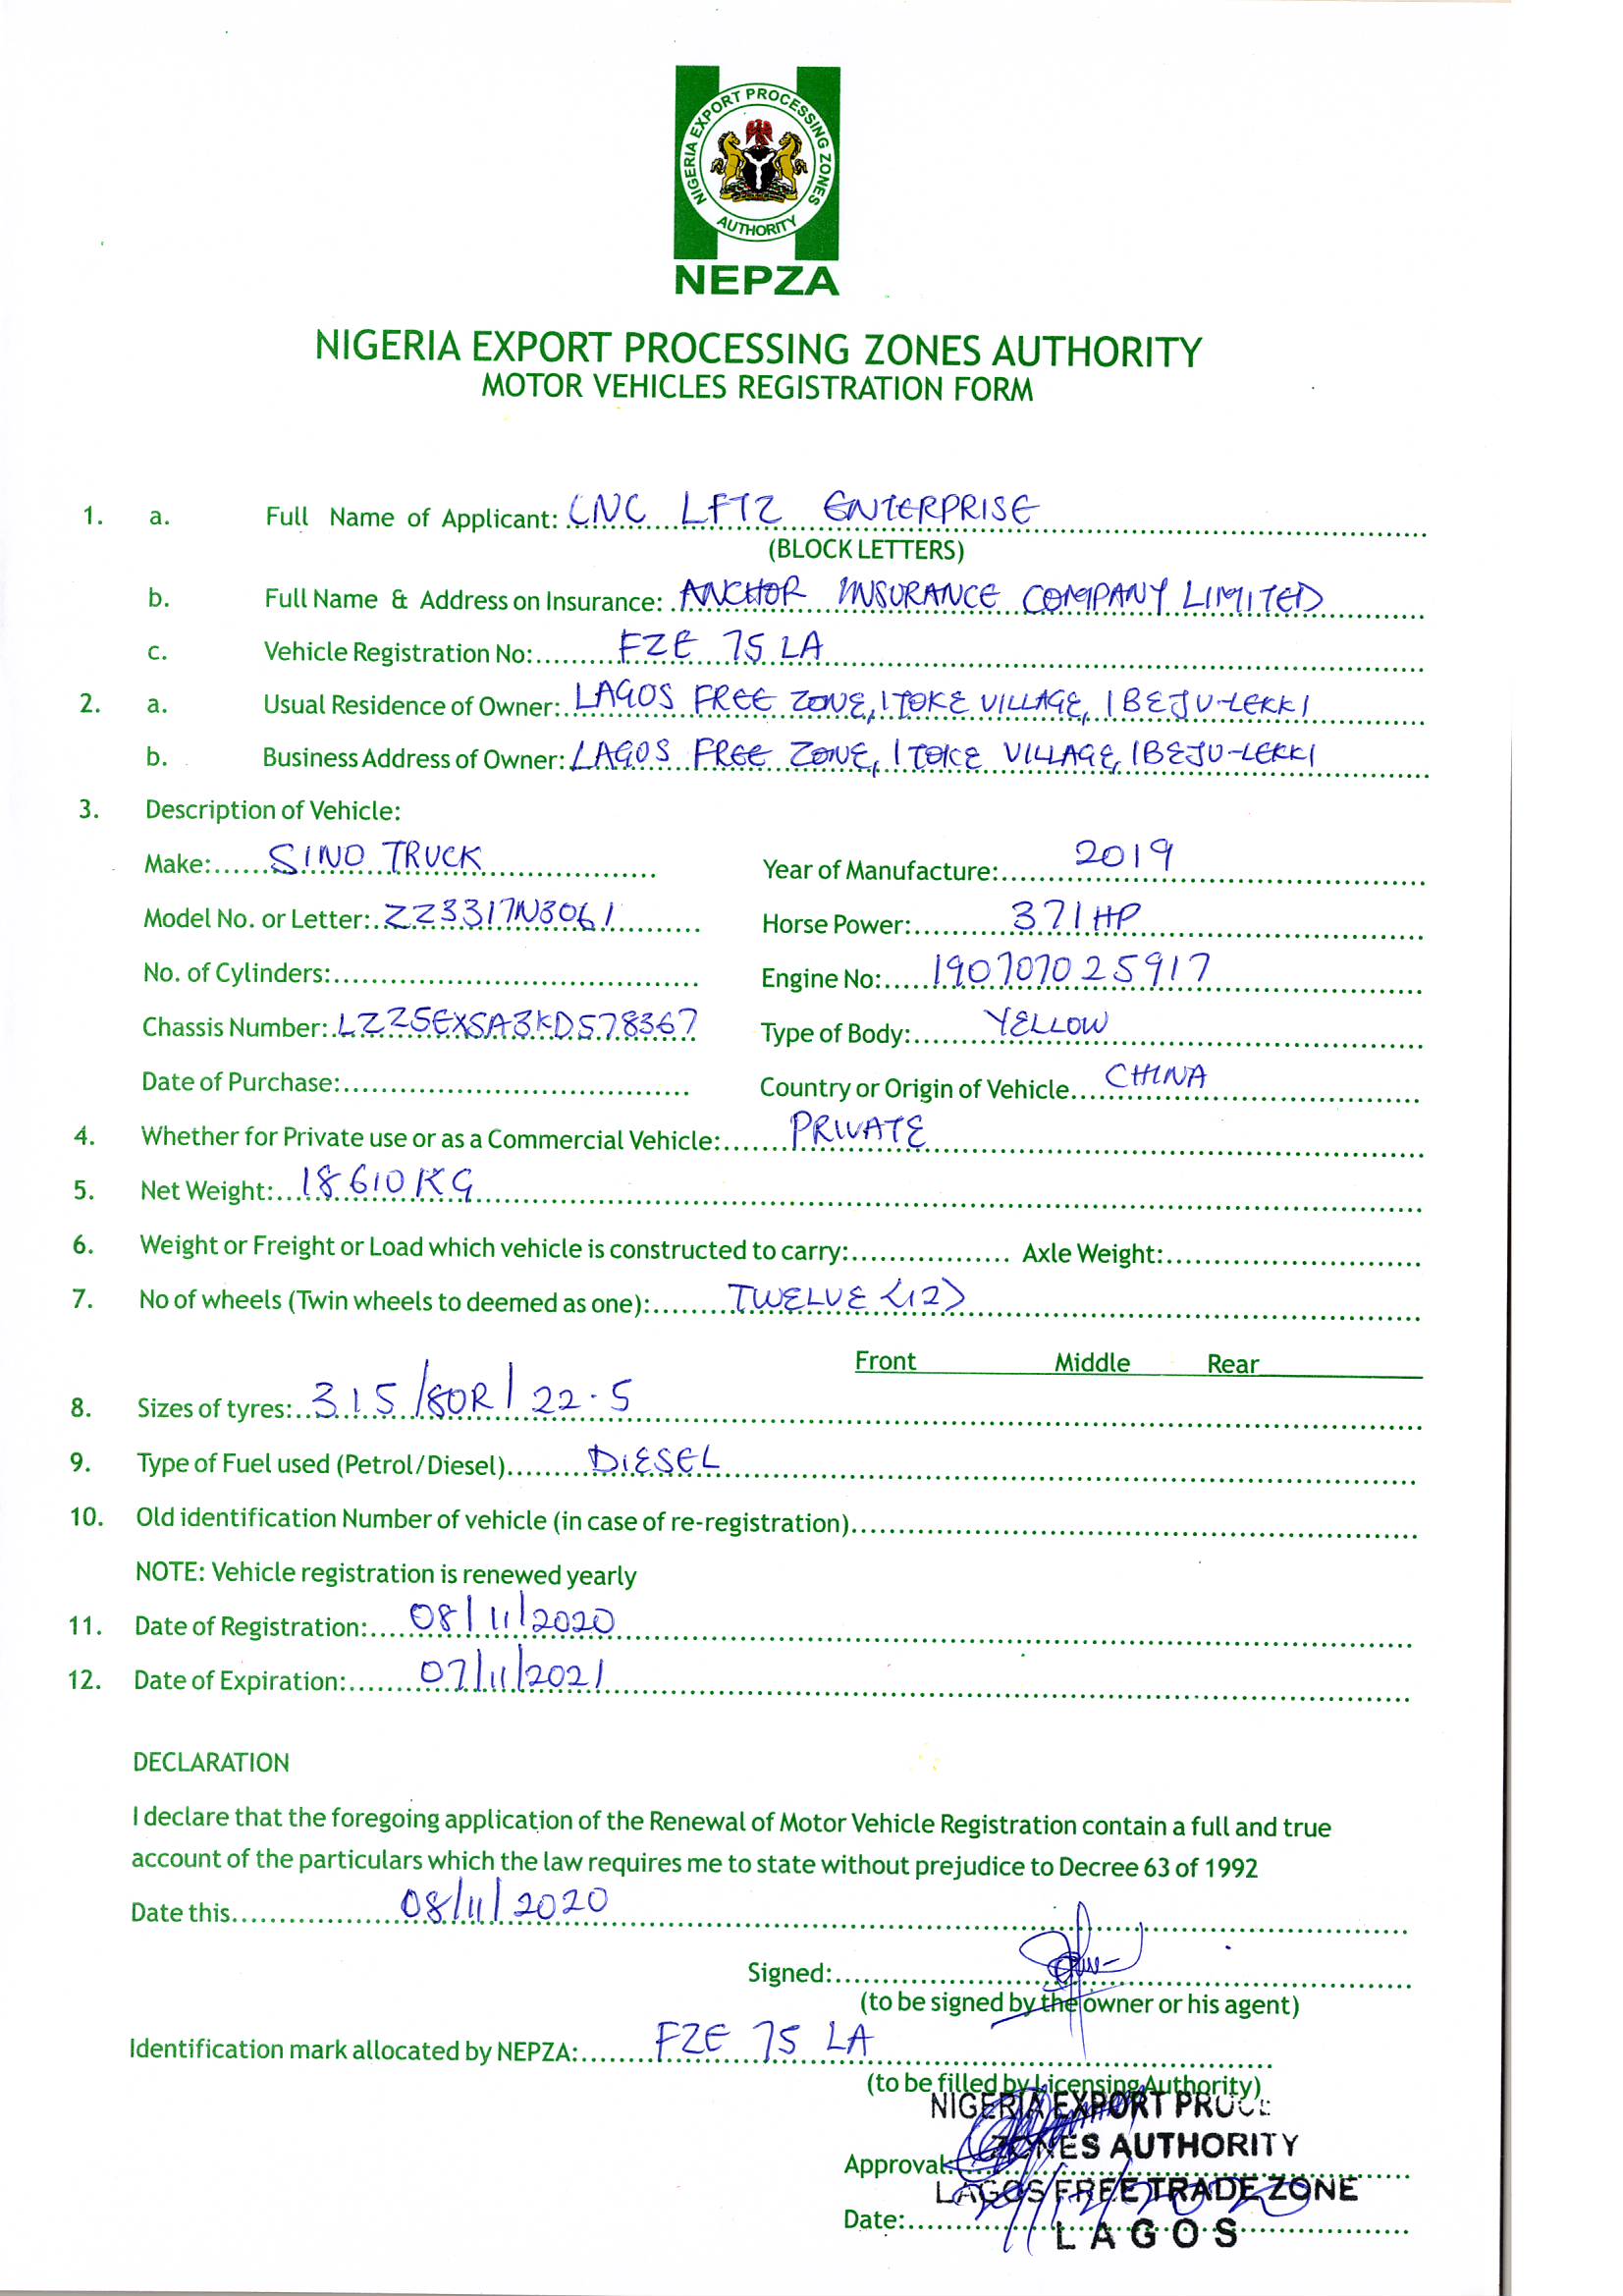 NIGERIA EXPORT PROCESSING ZONES
AUTHORITY
NEPZA
NIGERIA EXPORT PROCESSING ZONES AUTHORITY
MOTOR VEHICLES REGISTRATION FORM
1. a. Full Name of Applicant: CNC LFTZ ENTERPRISE
(BLOCK LETTERS)
b. Full Name & Address on Insurance: ANCHOR INSURANCE COMPANY LIMITED
c. Vehicle Registration No: FZE 75 LA
2. a. Usual Residence of Owner: LAGOS FREE ZONE, ITOKE VILLAGE, IBEJU-LEKKI
b. Business Address of Owner: LAGOS FREE ZONE, ITOKE VILLAGE, IBEJU-LEKKI
3. Description of Vehicle:
Make: SINO TRUCK Year of Manufacture: 2019
Model No. or Letter: ZZ3317N3061 Horse Power: 371HP
No. of Cylinders: Engine No: 190707025917
Chassis Number: LZZ5EXSA3KD578367 Type of Body: YELLOW
Date of Purchase: Country or Origin of Vehicle CHINA
4. Whether for Private use or as a Commercial Vehicle: PRIVATE
5. Net Weight: 18610KG
6. Weight or Freight or Load which vehicle is constructed to carry: Axle Weight:
7. No of wheels (Twin wheels to deemed as one): TWELVE <12>
Front Middle Rear
8. Sizes of tyres: 315/80R/22.5
9. Type of Fuel used (Petrol/Diesel) DIESEL
10. Old identification Number of vehicle (in case of re-registration)
NOTE: Vehicle registration is renewed yearly
11. Date of Registration: 08/11/2020
12. Date of Expiration: 07/11/2021
DECLARATION
I declare that the foregoing application of the Renewal of Motor Vehicle Registration contain a full and true
account of the particulars which the law requires me to state without prejudice to Decree 63 of 1992
Date this 08/11/2020
Signed:
(to be signed by the owner or his agent)
Identification mark allocated by NEPZA: FZE 75 LA
(to be filled by Licensing Authority)
NIGERIA EXPORT PROCE
ZONES AUTHORITY
Approval:
LAGOS FREE TRADE ZONE
Date:
LAGOS